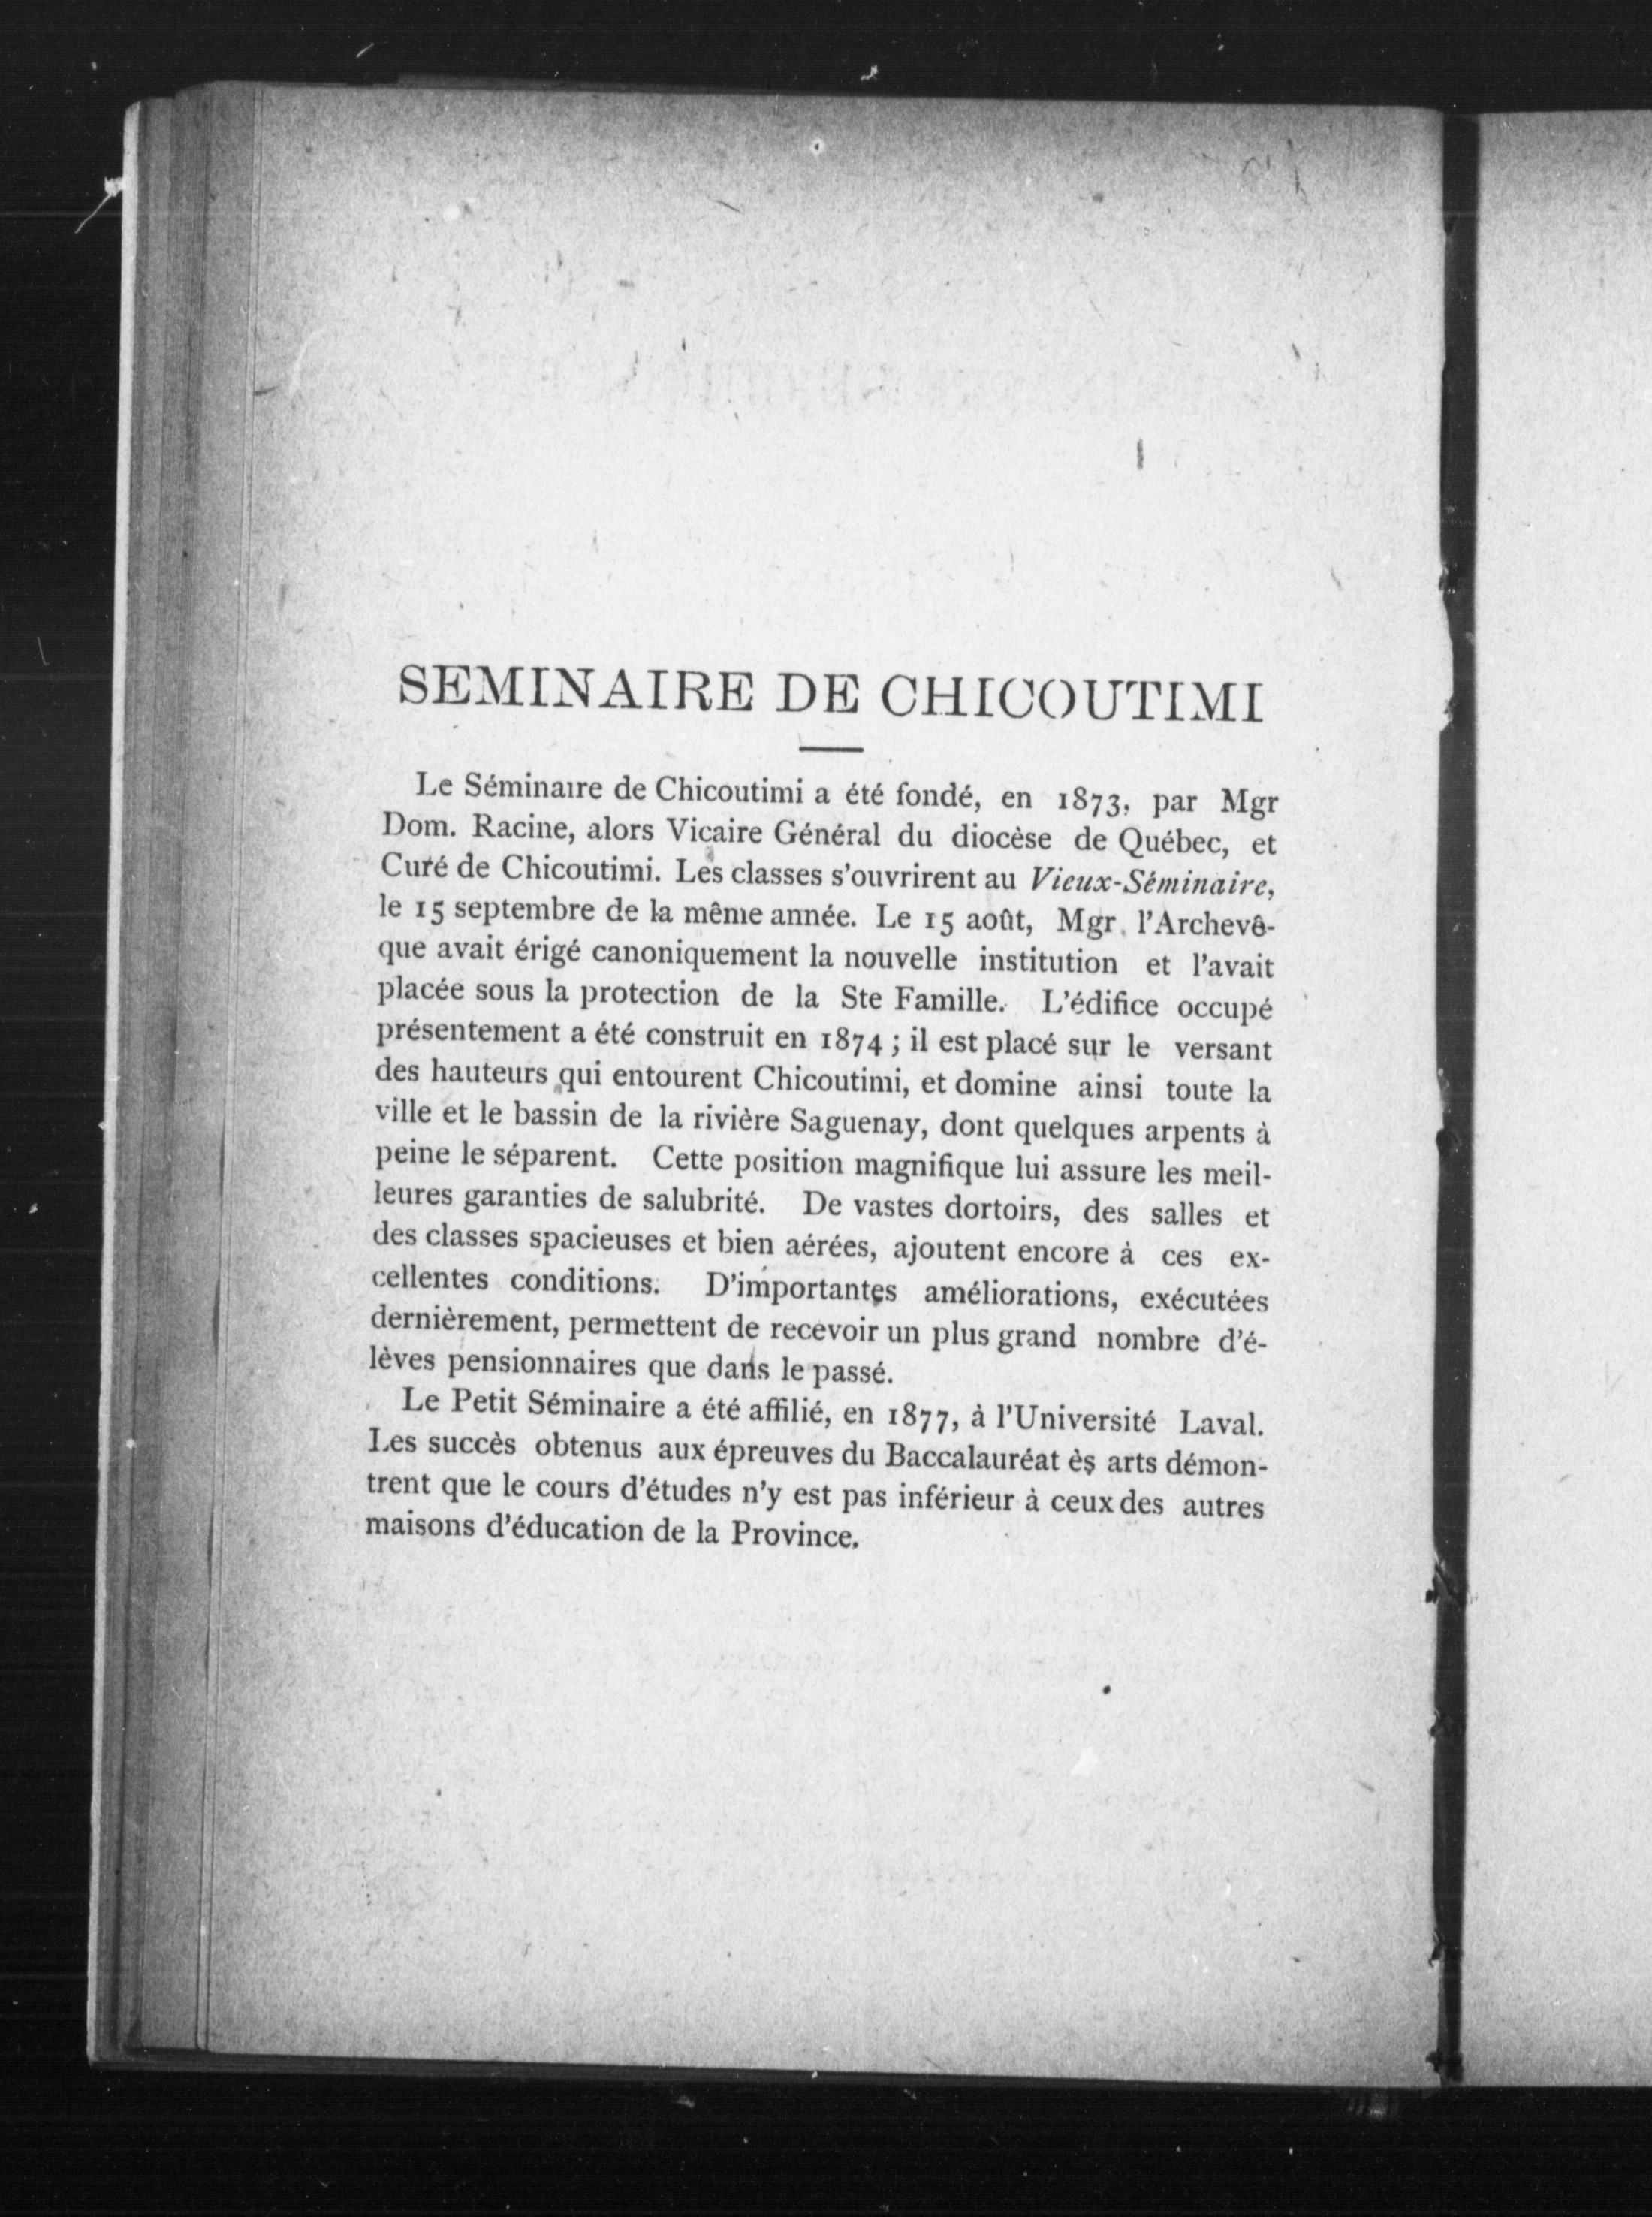 SEMINAIRE DE CHICOUTIMI
Le Séminaire de Chicoutimi a été fondé, en 1873, par Mgr
Dom. Racine, alors Vicaire Général du diocèse de Québec, et
Curé de Chicoutimi. Les classes s'ouvrirent au Vieux-Séminaire,
le 15 septembre de la même année. Le 15 août, Mgr. l'Archevê-
que avait érigé canoniquement la nouvelle institution et l'avait
placée sous la protection de la Ste Famille. L'édifice occupé
présentement a été construit en 1874 ; il est placé sur le versant
des hauteurs qui entourent Chicoutimi, et domine ainsi toute la
ville et le bassin de la rivière Saguenay, dont quelques arpents à
peine le séparent. Cette position magnifique lui assure les meil-
leures garanties de salubrité. De vastes dortoirs, des salles et
des classes spacieuses et bien aérées, ajoutent encore à ces ex-
cellentes conditions. D'importantes améliorations, exécutées
dernièrement, permettent de recevoir un plus grand nombre d'é-
lèves pensionnaires que dans le passé.
Le Petit Séminaire a été affilié, en 1877, à l'Université Laval.
Les succès obtenus aux épreuves du Baccalauréat ès arts démon-
trent que le cours d'études n'y est pas inférieur à ceux des autres
maisons d'éducation de la Province.